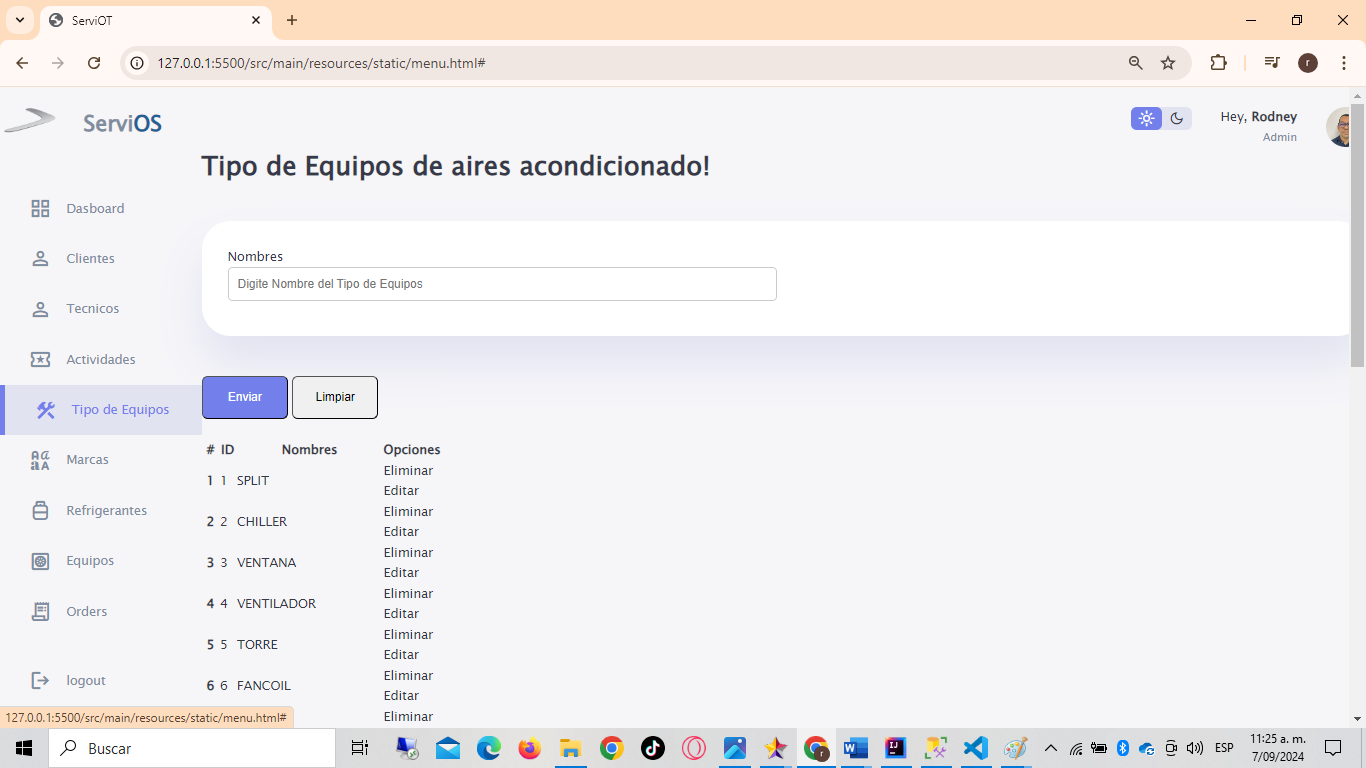 ServiOT
127.0.0.1:5500/src/main/resources/static/menu.html#
r
ServiOS
Hey, Rodney
Admin
Tipo de Equipos de aires acondicionado!
Dasboard
Clientes
Tecnicos
Actividades
Tipo de Equipos
Marcas
Refrigerantes
Equipos
Orders
logout
Nombres
Digite Nombre del Tipo de Equipos
Enviar Limpiar
# ID Nombres Opciones
1 1 SPLIT Eliminar
Editar
2 2 CHILLER Eliminar
Editar
3 3 VENTANA Eliminar
Editar
4 4 VENTILADOR Eliminar
Editar
5 5 TORRE Eliminar
Editar
6 6 FANCOIL Eliminar
Editar
Eliminar
127.0.0.1:5500/src/main/resources/static/menu.html#
Buscar
ESP
11:25 a. m.
7/09/2024